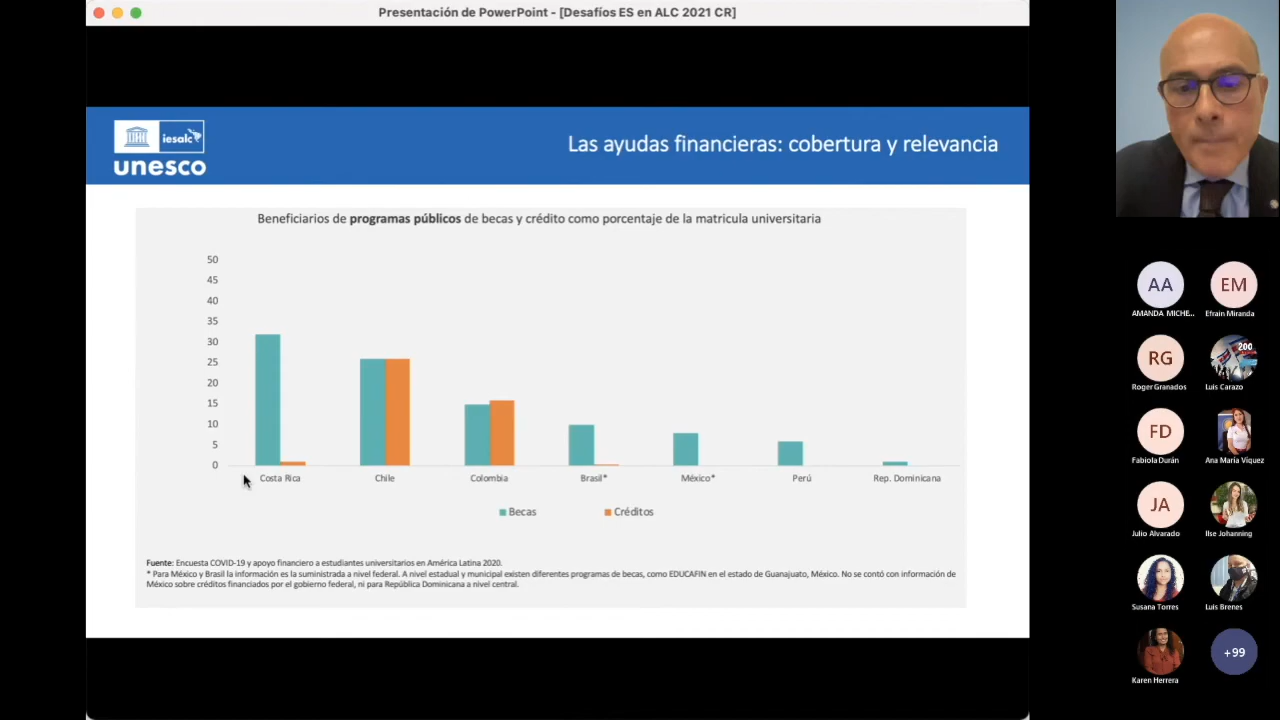 Presentación de PowerPoint - [Desafíos ES en ALC 2021 CR]
iesalc
unesco
Las ayudas financieras: cobertura y relevancia
Beneficiarios de programas públicos de becas y crédito como porcentaje de la matricula universitaria
50
45
40
35
30
25
20
15
10
5
0
Costa Rica
Chile
Colombia
Brasil*
México*
Perú
Rep. Dominicana
Becas
Créditos
Fuente: Encuesta COVID-19 y apoyo financiero a estudiantes universitarios en América Latina 2020.
* Para México y Brasil la información es la suministrada a nivel federal. A nivel estadual y municipal existen diferentes programas de becas, como EDUCAFIN en el estado de Guanajuato, México. No se contó con información de
México sobre créditos financiados por el gobierno federal, ni para República Dominicana a nivel central.
AA
EM
AMANDA MICHE...
Efrain Miranda
RG
200
Roger Granados
Luis Carazo
FD
Fabiola Durán
Ana María Víquez
JA
Julio Alvarado
Ilse Johanning
Susana Torres
Luis Brenes
+99
Karen Herrera